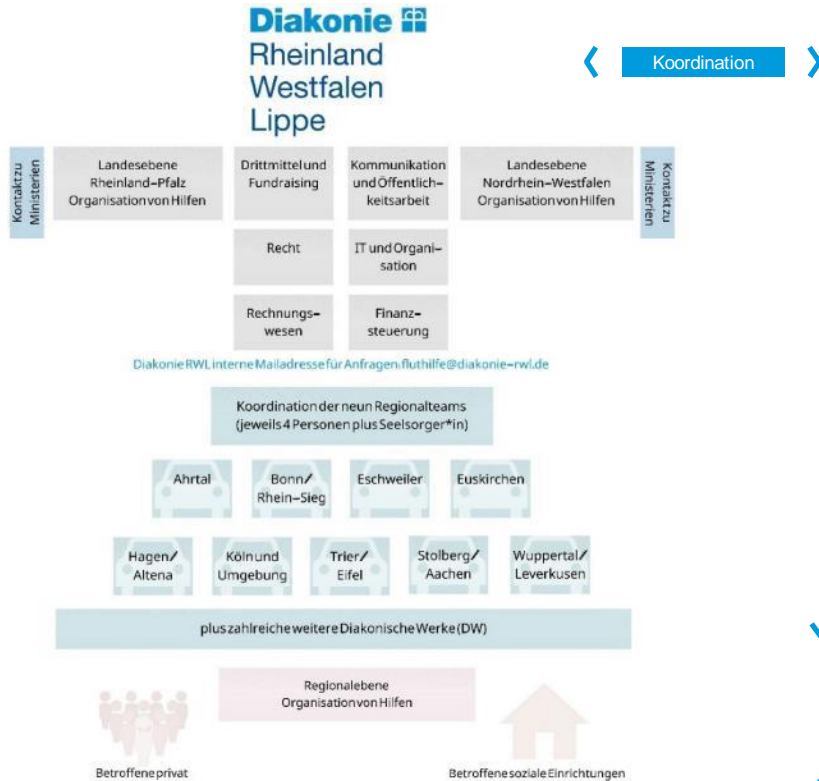 Diakonie
Rheinland
Westfalen
Lippe
Koordination
Kontakt zu
Ministerien
Landesebene
Rheinland-Pfalz
Organisation von Hilfen
Drittmittel und
Fundraising
Kommunikation
und Öffentlich-
keitsarbeit
Landesebene
Nordrhein-Westfalen
Organisation von Hilfen
Kontakt zu
Ministerien
Recht
IT und Organi-
sation
Rechnungs-
wesen
Finanz-
steuerung
Diakonie RWL interne Mailadresse für Anfragen: fluthilfe@diakonie-rwl.de
Koordination der neun Regionalteams
(jeweils 4 Personen plus Seelsorger*in)
Ahrtal
Bonn/
Rhein-Sieg
Eschweiler
Euskirchen
Hagen/
Altena
Köln und
Umgebung
Trier/
Eifel
Stolberg/
Aachen
Wuppertal/
Leverkusen
plus zahlreiche weitere Diakonische Werke (DW)
Regionalebene
Organisation von Hilfen
Betroffene privat
Betroffene soziale Einrichtungen